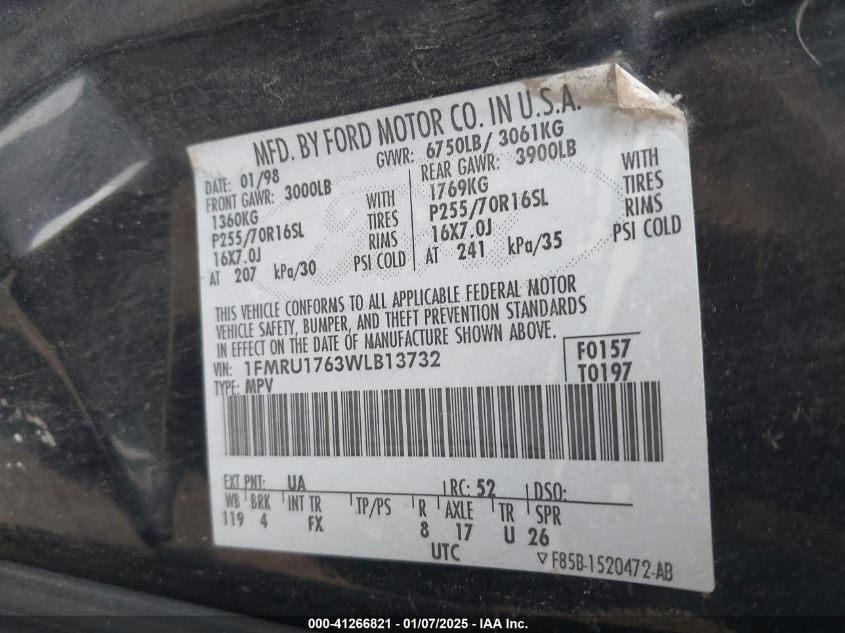 MFD. BY FORD MOTOR CO. IN U.S.A.
DATE: 01/98 GVWR: 6750LB/ 3061KG
FRONT GAWR: 3000LB REAR GAWR: 3900LB
1360KG WITH 1769KG WITH
P255/70R16SL TIRES P255/70R16SL TIRES
16X7.0J RIMS 16X7.0J RIMS
AT 207 kPa/30 PSI COLD AT 241 kPa/35 PSI COLD
THIS VEHICLE CONFORMS TO ALL APPLICABLE FEDERAL MOTOR
VEHICLE SAFETY, BUMPER, AND THEFT PREVENTION STANDARDS
IN EFFECT ON THE DATE OF MANUFACTURE SHOWN ABOVE.
VIN: 1FMRU1763WLB13732 F0157
TYPE: MPV T0197
EXT PNT: UA RC: 52 DSO:
WB BRK INT TR TP/PS R AXLE TR SPR
119 4 FX 8 17 U 26
UTC ▽F85B-1520472-AB
000-41266821 | 01/07/2025 | © IAA Inc.